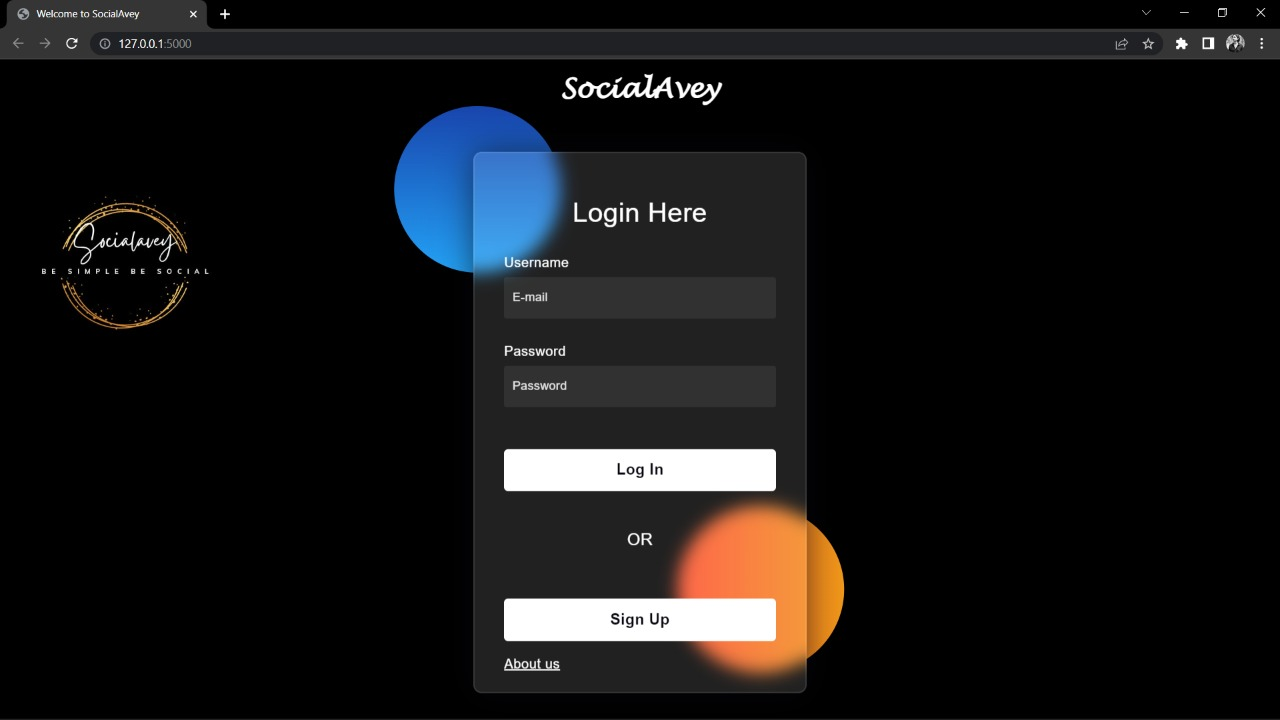 Welcome to SocialAvey
127.0.0.1:5000
SocialAvey
Socialavey
BE SIMPLE BE SOCIAL
Login Here
Username
E-mail
Password
Password
Log In
OR
Sign Up
About us